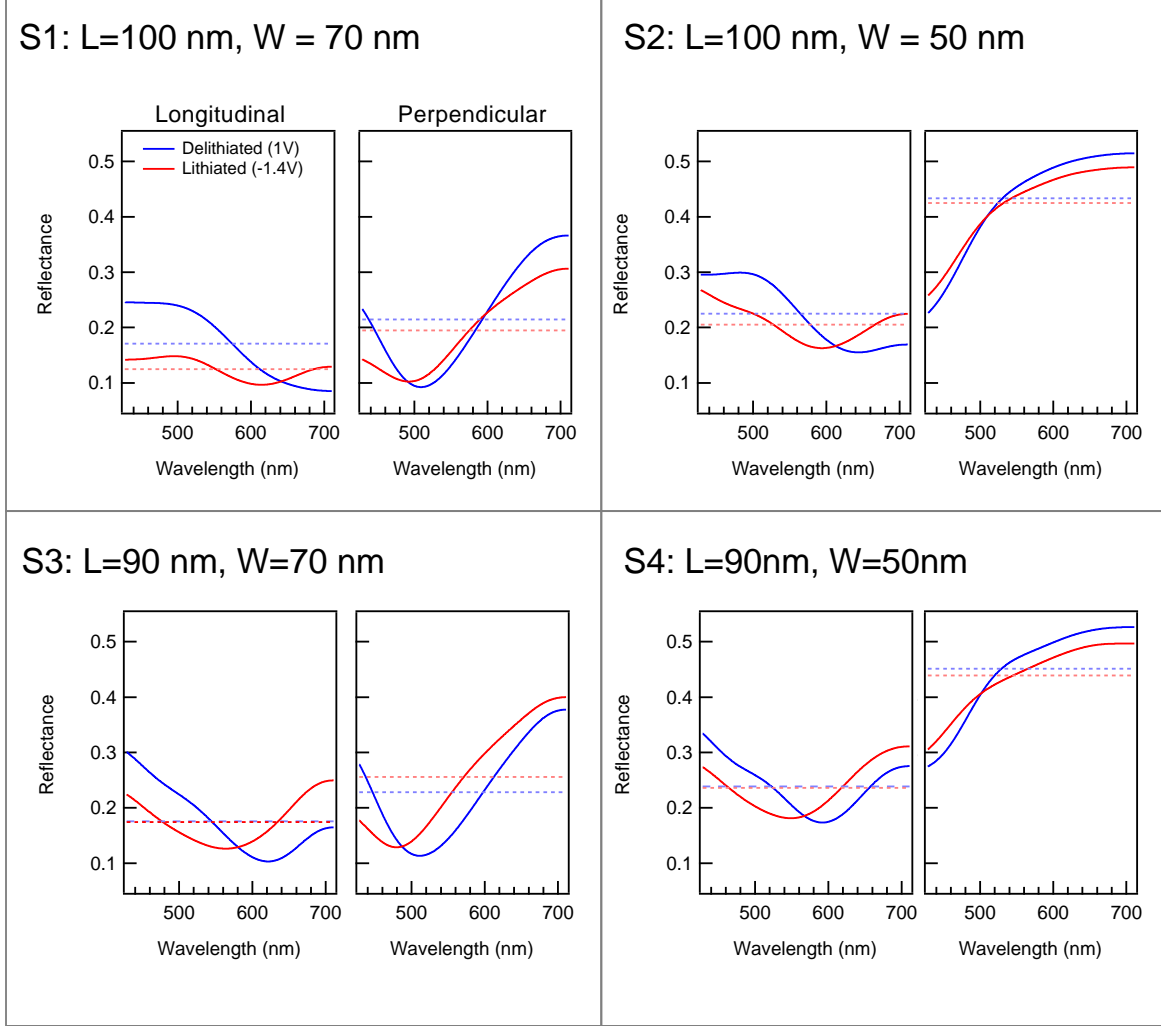 S1: L=100 nm, W = 70 nm
Longitudinal
Perpendicular
Delithiated (1V)
Lithiated (-1.4V)
0.5
0.4
0.3
0.2
0.1
Reflectance
500 600 700
500 600 700
Wavelength (nm)
Wavelength (nm)
S2: L=100 nm, W = 50 nm
0.5
0.4
0.3
0.2
0.1
Reflectance
500 600 700
500 600 700
Wavelength (nm)
Wavelength (nm)
S3: L=90 nm, W=70 nm
0.5
0.4
0.3
0.2
0.1
Reflectance
500 600 700
500 600 700
Wavelength (nm)
Wavelength (nm)
S4: L=90nm, W=50nm
0.5
0.4
0.3
0.2
0.1
Reflectance
500 600 700
500 600 700
Wavelength (nm)
Wavelength (nm)